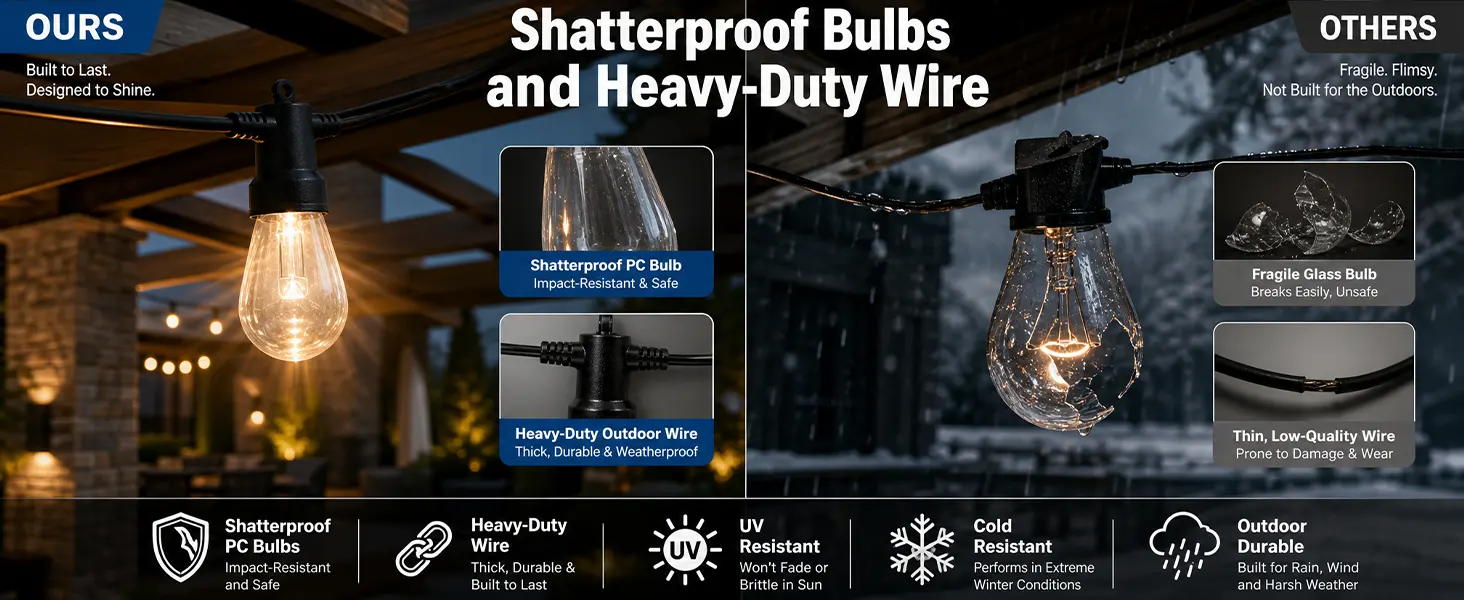 OURS
Built to Last.
Designed to Shine.
Shatterproof Bulbs
and Heavy-Duty Wire
OTHERS
Fragile. Flimsy.
Not Built for the Outdoors.
Shatterproof PC Bulb
Impact-Resistant & Safe
Heavy-Duty Outdoor Wire
Thick, Durable & Weatherproof
Fragile Glass Bulb
Breaks Easily, Unsafe
Thin, Low-Quality Wire
Prone to Damage & Wear
Shatterproof
PC Bulbs
Impact-Resistant
and Safe
Heavy-Duty
Wire
Thick, Durable &
Built to Last
UV
UV
Resistant
Won't Fade or
Brittle in Sun
Cold
Resistant
Performs in Extreme
Winter Conditions
Outdoor
Durable
Built for Rain, Wind
and Harsh Weather